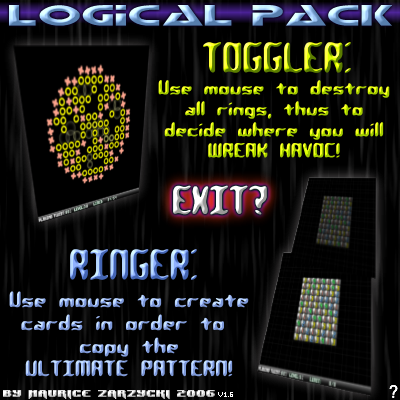 LOGICAL PACK
TOGGLER:
Use mouse to destroy
all rings, thus to
decide where you will
WREAK HAVOC!
EXIT?
RINGER:
Use mouse to create
cards in order to
copy the
ULTIMATE PATTERN!
BY MAURICE ZARZYCKI 2006 V1.5
?